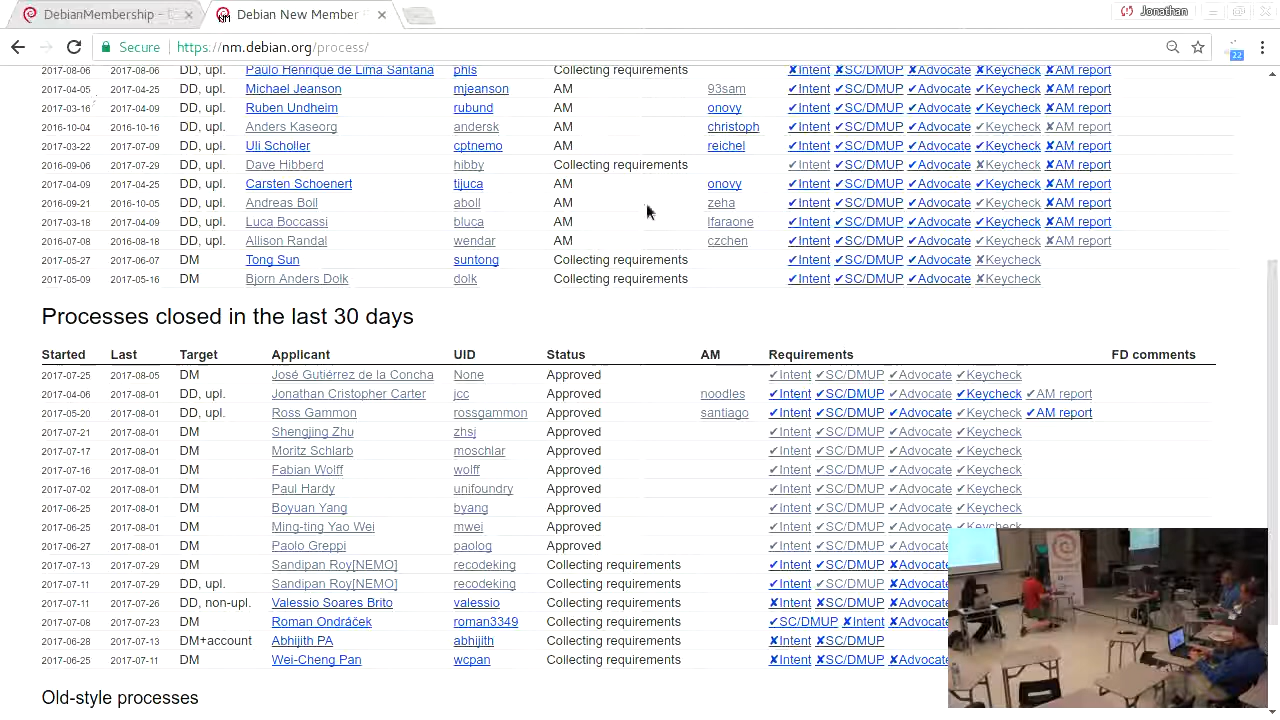 DebianMembership - D
Debian New Member P
Jonathan
Secure
https://nm.debian.org/process/
22
2017-08-06 2017-08-06 DD, upl. Paulo Henrique de Lima Santana phls Collecting requirements ✘Intent ✘SC/DMUP ✘Advocate ✘Keycheck ✘AM report
2017-04-05 2017-04-25 DD, upl. Michael Jeanson mjeanson AM 93sam ✔Intent ✔SC/DMUP ✔Advocate ✔Keycheck ✘AM report
2017-03-16 2017-04-09 DD, upl. Ruben Undheim rubund AM onovy ✔Intent ✔SC/DMUP ✔Advocate ✔Keycheck ✘AM report
2016-10-04 2016-10-16 DD, upl. Anders Kaseorg andersk AM christoph ✔Intent ✔SC/DMUP ✔Advocate ✔Keycheck ✘AM report
2017-03-22 2017-07-09 DD, upl. Uli Scholler cptnemo AM reichel ✔Intent ✔SC/DMUP ✔Advocate ✔Keycheck ✘AM report
2016-09-06 2017-07-29 DD, upl. Dave Hibberd hibby Collecting requirements ✔Intent ✔SC/DMUP ✔Advocate ✘Keycheck ✘AM report
2017-04-09 2017-04-25 DD, upl. Carsten Schoenert tijuca AM onovy ✔Intent ✔SC/DMUP ✔Advocate ✔Keycheck ✘AM report
2016-09-21 2016-10-05 DD, upl. Andreas Boll aboll AM zeha ✔Intent ✔SC/DMUP ✔Advocate ✔Keycheck ✘AM report
2017-03-18 2017-04-09 DD, upl. Luca Boccassi bluca AM lfaraone ✔Intent ✔SC/DMUP ✔Advocate ✔Keycheck ✘AM report
2016-07-08 2016-08-16 DD, upl. Allison Randal wendar AM czchen ✔Intent ✔SC/DMUP ✔Advocate ✔Keycheck ✘AM report
2017-05-27 2017-06-07 DM Tong Sun suntong Collecting requirements ✔Intent ✔SC/DMUP ✔Advocate ✘Keycheck
2017-05-09 2017-05-16 DM Bjorn Anders Dolk dolk Collecting requirements ✔Intent ✔SC/DMUP ✔Advocate ✘Keycheck
Processes closed in the last 30 days
Started Last Target Applicant UID Status AM Requirements FD comments
2017-07-25 2017-08-05 DM José Gutiérrez de la Concha None Approved ✔Intent ✔SC/DMUP ✔Advocate ✔Keycheck
2017-04-06 2017-08-01 DD, upl. Jonathan Cristopher Carter jcc Approved noodles ✔Intent ✔SC/DMUP ✔Advocate ✔Keycheck ✔AM report
2017-05-20 2017-08-01 DD, upl. Ross Gammon rossgammon Approved santiago ✔Intent ✔SC/DMUP ✔Advocate ✔Keycheck ✔AM report
2017-07-21 2017-08-01 DM Shengjing Zhu zhsj Approved ✔Intent ✔SC/DMUP ✔Advocate ✔Keycheck
2017-07-17 2017-08-01 DM Moritz Schlarb moschlar Approved ✔Intent ✔SC/DMUP ✔Advocate ✔Keycheck
2017-07-16 2017-08-01 DM Fabian Wolff wolff Approved ✔Intent ✔SC/DMUP ✔Advocate ✔Keycheck
2017-07-02 2017-08-01 DM Paul Hardy unifoundry Approved ✔Intent ✔SC/DMUP ✔Advocate ✔Keycheck
2017-06-25 2017-08-01 DM Boyuan Yang byang Approved ✔Intent ✔SC/DMUP ✔Advocate ✔Keycheck
2017-06-25 2017-08-01 DM Ming-ting Yao Wei mwei Approved ✔Intent ✔SC/DMUP ✔Advocate ✔Keycheck
2017-06-27 2017-08-01 DM Paolo Greppi paolog Approved ✔Intent ✔SC/DMUP ✔Advocate
2017-07-13 2017-07-29 DM Sandipan Roy[NEMO] recodeking Collecting requirements ✔Intent ✔SC/DMUP ✘Advocate
2017-07-11 2017-07-29 DD, upl. Sandipan Roy[NEMO] recodeking Collecting requirements ✔Intent ✔SC/DMUP ✘Advocate
2017-07-11 2017-07-26 DD, non-upl. Valessio Soares Brito valessio Collecting requirements ✘Intent ✘SC/DMUP ✘Advocate
2017-07-08 2017-07-23 DM Roman Ondráček roman3349 Collecting requirements ✔SC/DMUP ✘Intent ✘Advocate
2017-06-28 2017-07-13 DM+account Abhijith PA abhijith Collecting requirements ✘Intent ✘SC/DMUP
2017-06-25 2017-07-11 DM Wei-Cheng Pan wcpan Collecting requirements ✘Intent ✘SC/DMUP ✘Advocate
Old-style processes